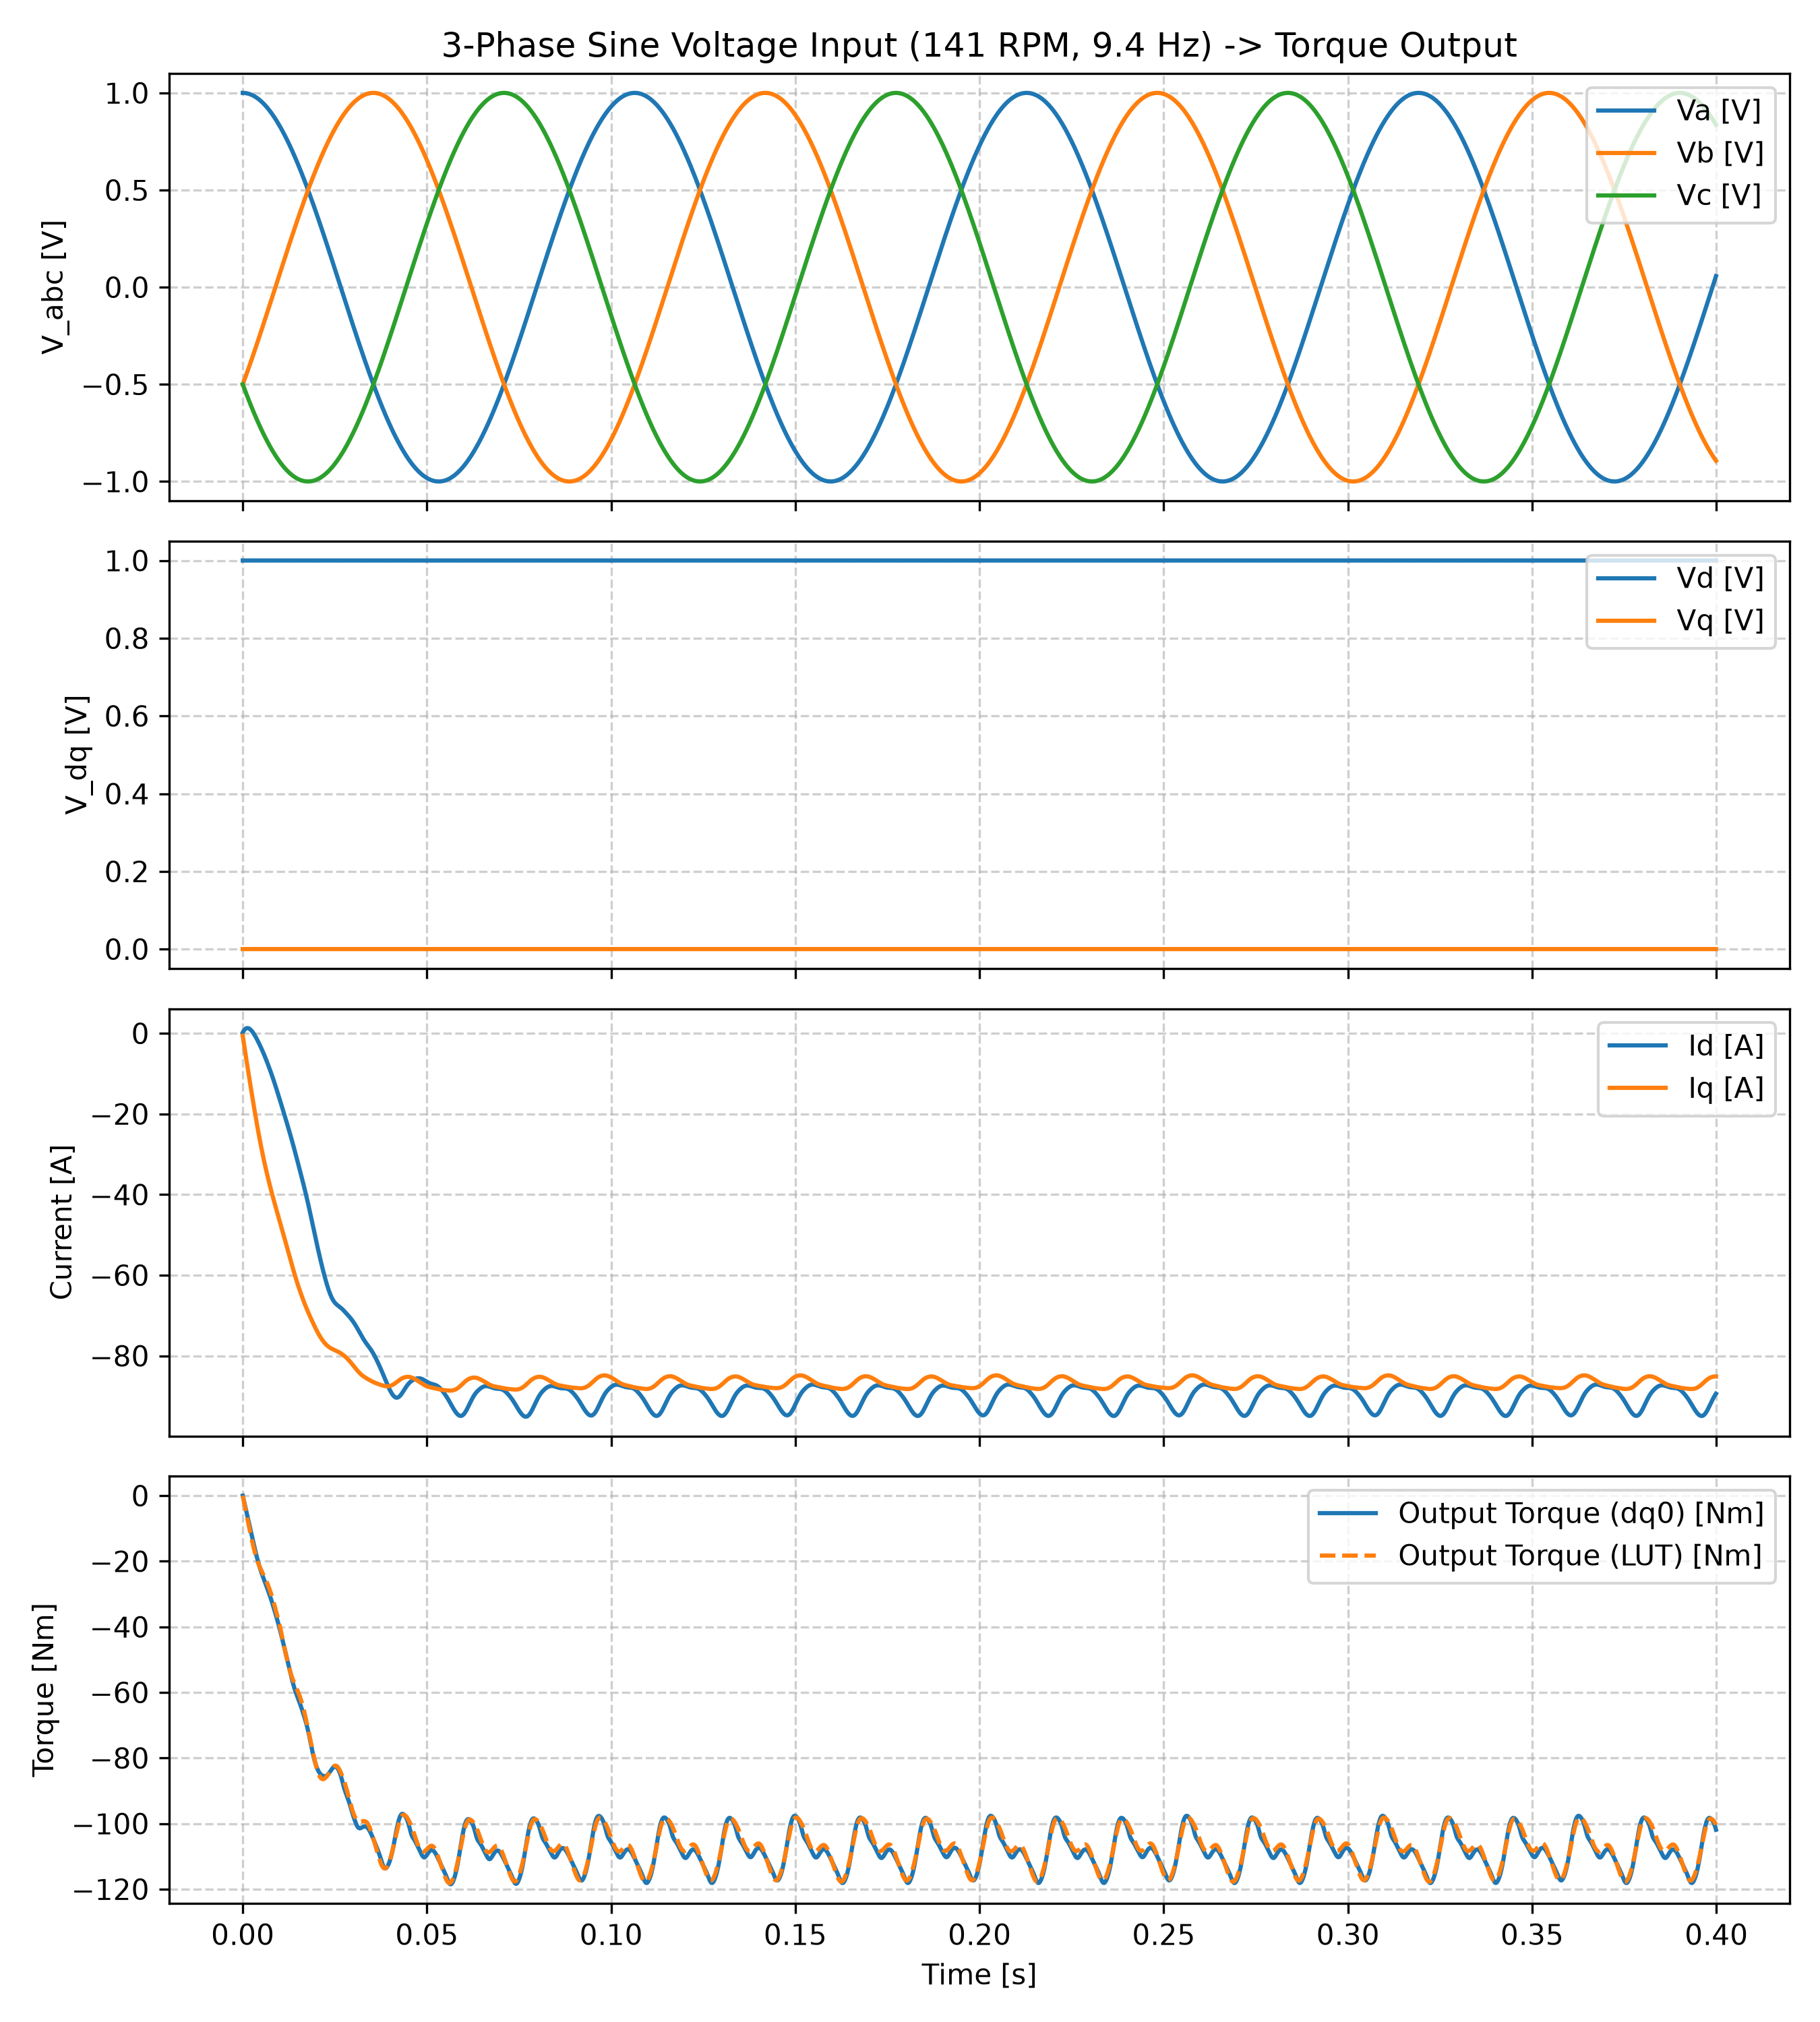 3-Phase Sine Voltage Input (141 RPM, 9.4 Hz) -> Torque Output
V_abc [V]
1.0
0.5
0.0
−0.5
−1.0
Va [V]
Vb [V]
Vc [V]
V_dq [V]
1.0
0.8
0.6
0.4
0.2
0.0
Vd [V]
Vq [V]
Current [A]
0
−20
−40
−60
−80
Id [A]
Iq [A]
Torque [Nm]
0
−20
−40
−60
−80
−100
−120
Output Torque (dq0) [Nm]
Output Torque (LUT) [Nm]
0.00 0.05 0.10 0.15 0.20 0.25 0.30 0.35 0.40
Time [s]